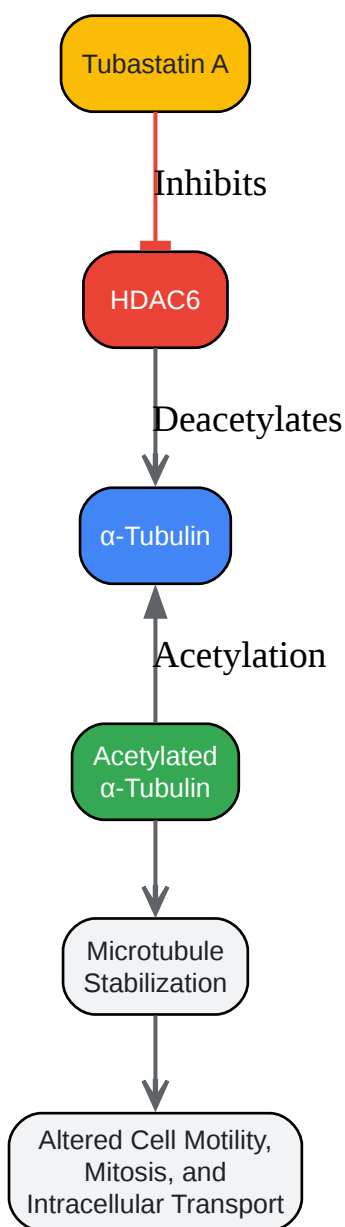 Tubastatin A
Inhibits
HDAC6
Deacetylates
α-Tubulin
Acetylation
Acetylated
α-Tubulin
Microtubule
Stabilization
Altered Cell Motility,
Mitosis, and
Intracellular Transport